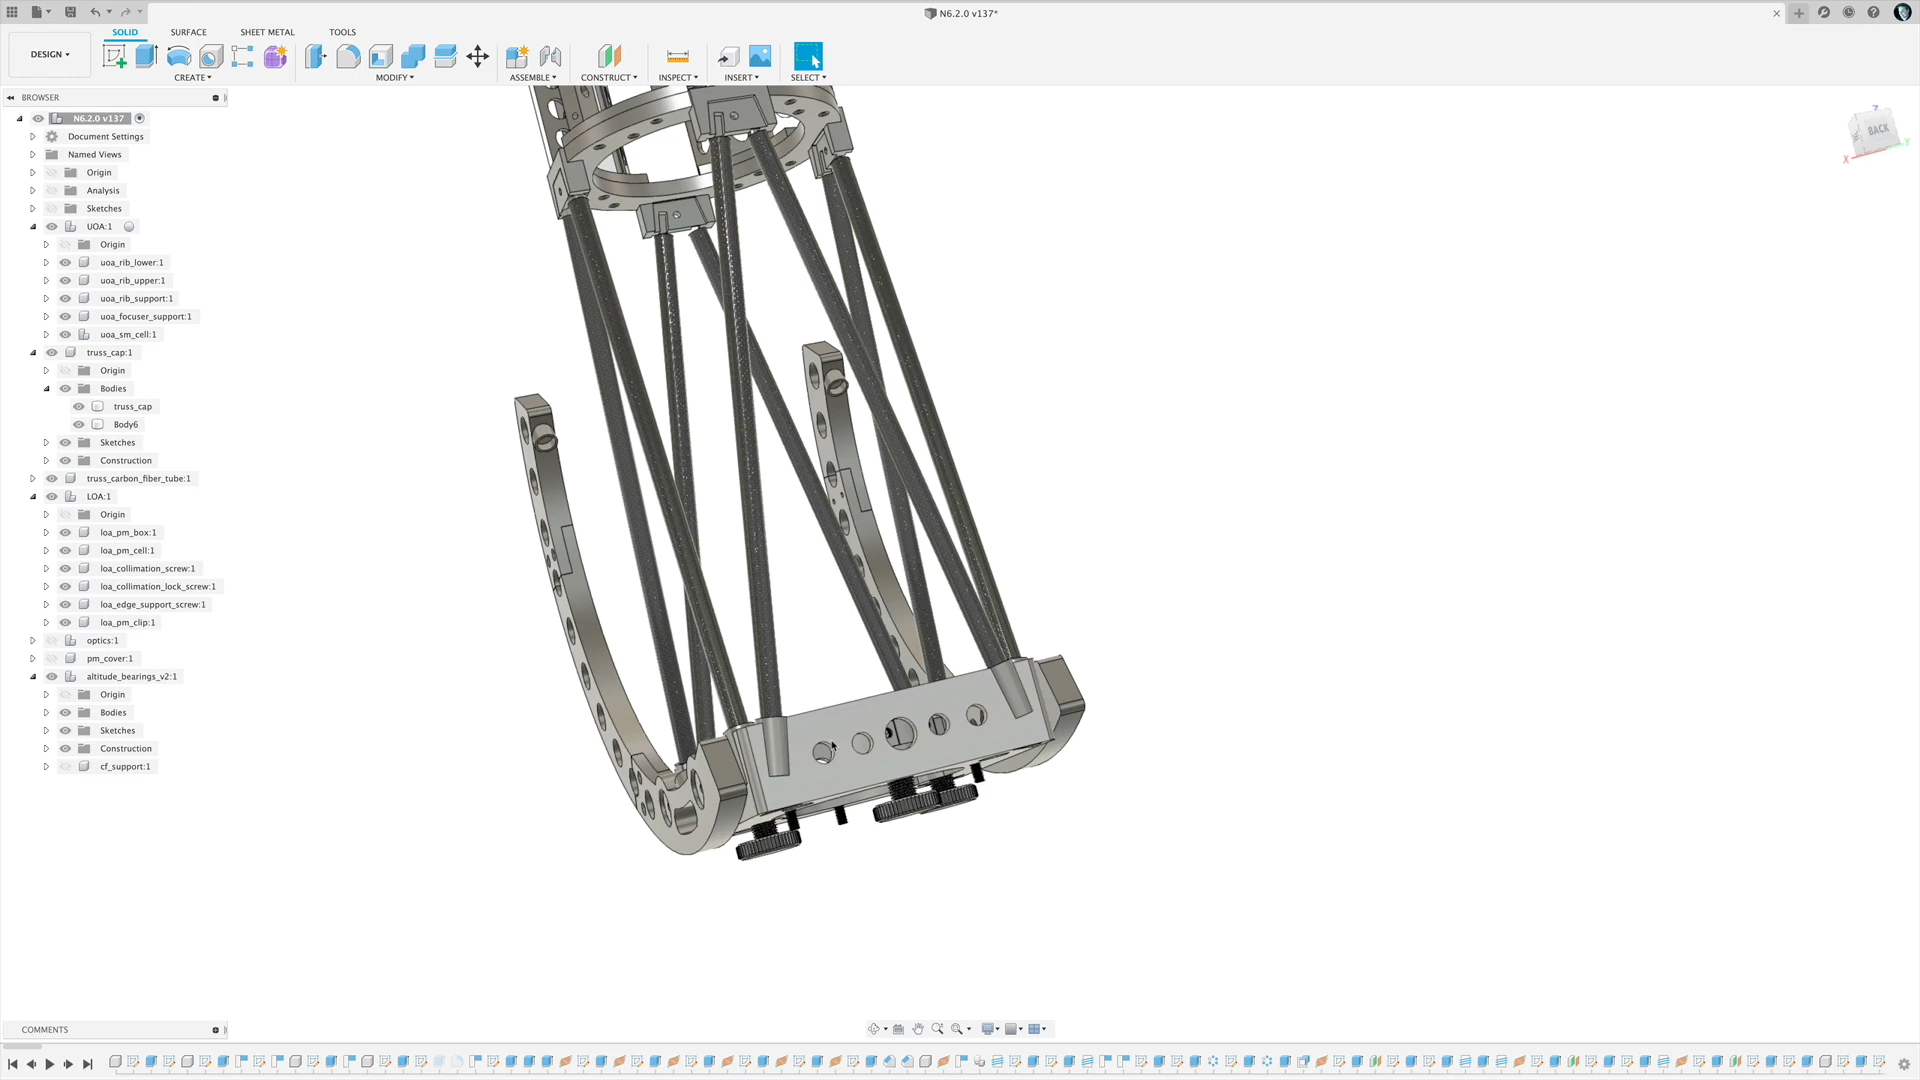 N6.2.0 v137*
DESIGN
SOLID SURFACE SHEET METAL TOOLS
CREATE MODIFY ASSEMBLE CONSTRUCT INSPECT INSERT SELECT
BROWSER
N6.2.0 v137
Document Settings
Named Views
Origin
Analysis
Sketches
UOA:1
Origin
uoa_rib_lower:1
uoa_rib_upper:1
uoa_rib_support:1
uoa_focuser_support:1
uoa_sm_cell:1
truss_cap:1
Origin
Bodies
truss_cap
Body6
Sketches
Construction
truss_carbon_fiber_tube:1
LOA:1
Origin
loa_pm_box:1
loa_pm_cell:1
loa_collimation_screw:1
loa_collimation_lock_screw:1
loa_edge_support_screw:1
loa_pm_clip:1
optics:1
pm_cover:1
altitude_bearings_v2:1
Origin
Bodies
Sketches
Construction
cf_support:1
Z
BACK
X
Y
COMMENTS